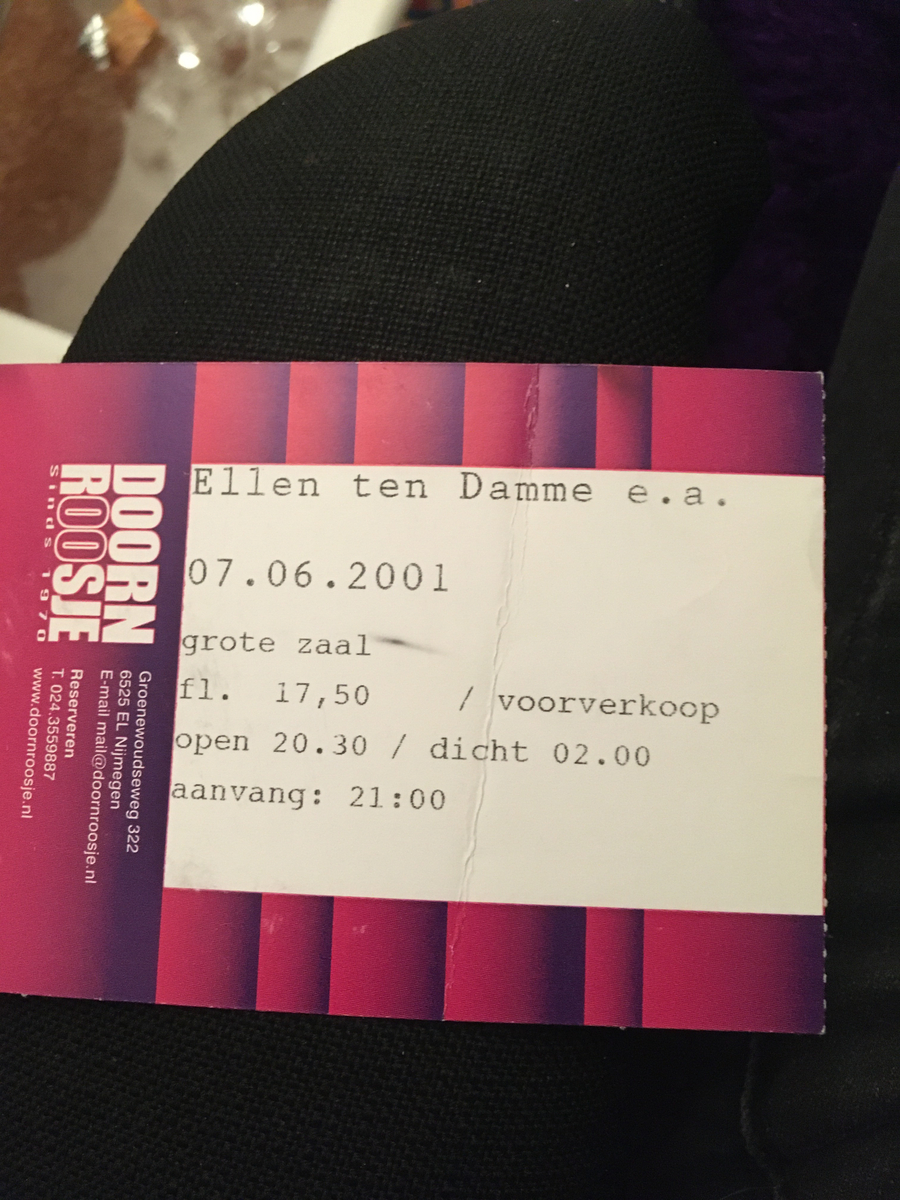 Ellen ten Damme e.a.
07.06.2001
grote zaal
fl. 17,50 / voorverkoop
open 20.30 / dicht 02.00
aanvang: 21:00
DOORN
ROOSJE
sinds 1970
Groenewoudseweg 322
6525 EL Nijmegen
E-mail mail@doornroosje.nl
Reserveren
T. 024.3559887
www.doornroosje.nl